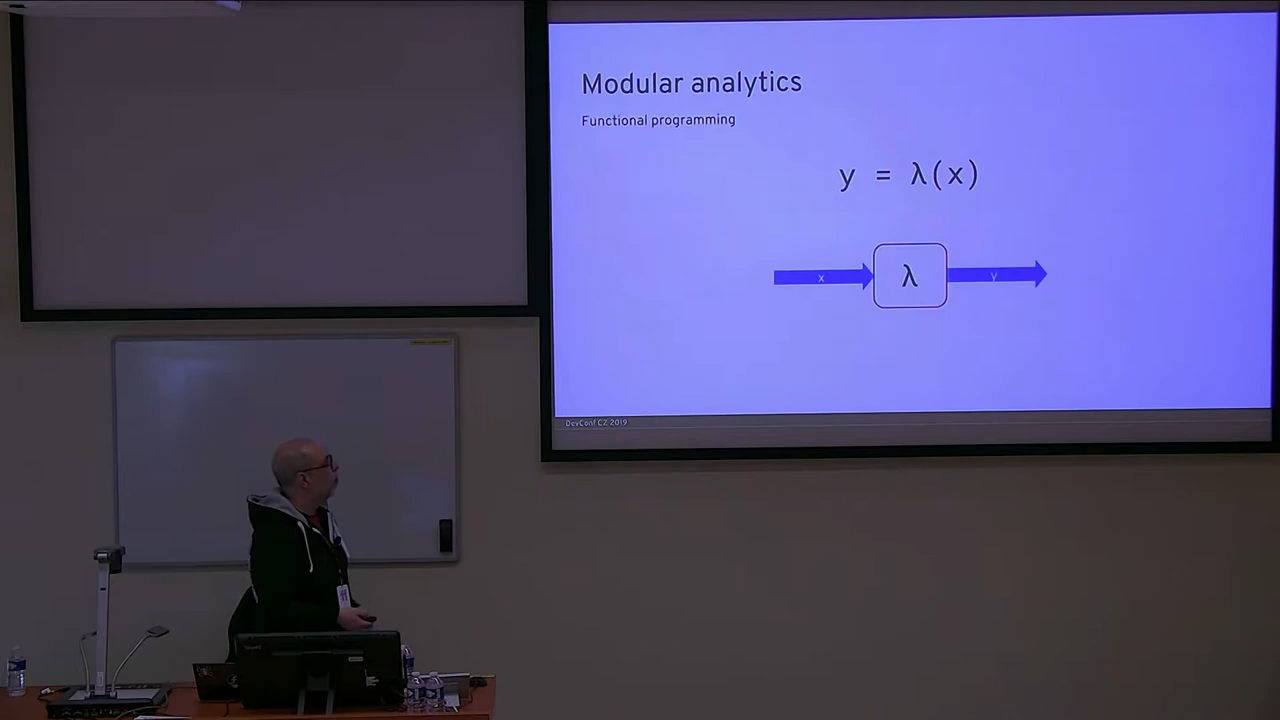 Modular analytics
Functional programming
y = λ(x)
x
λ
y
DevConf CZ 2019